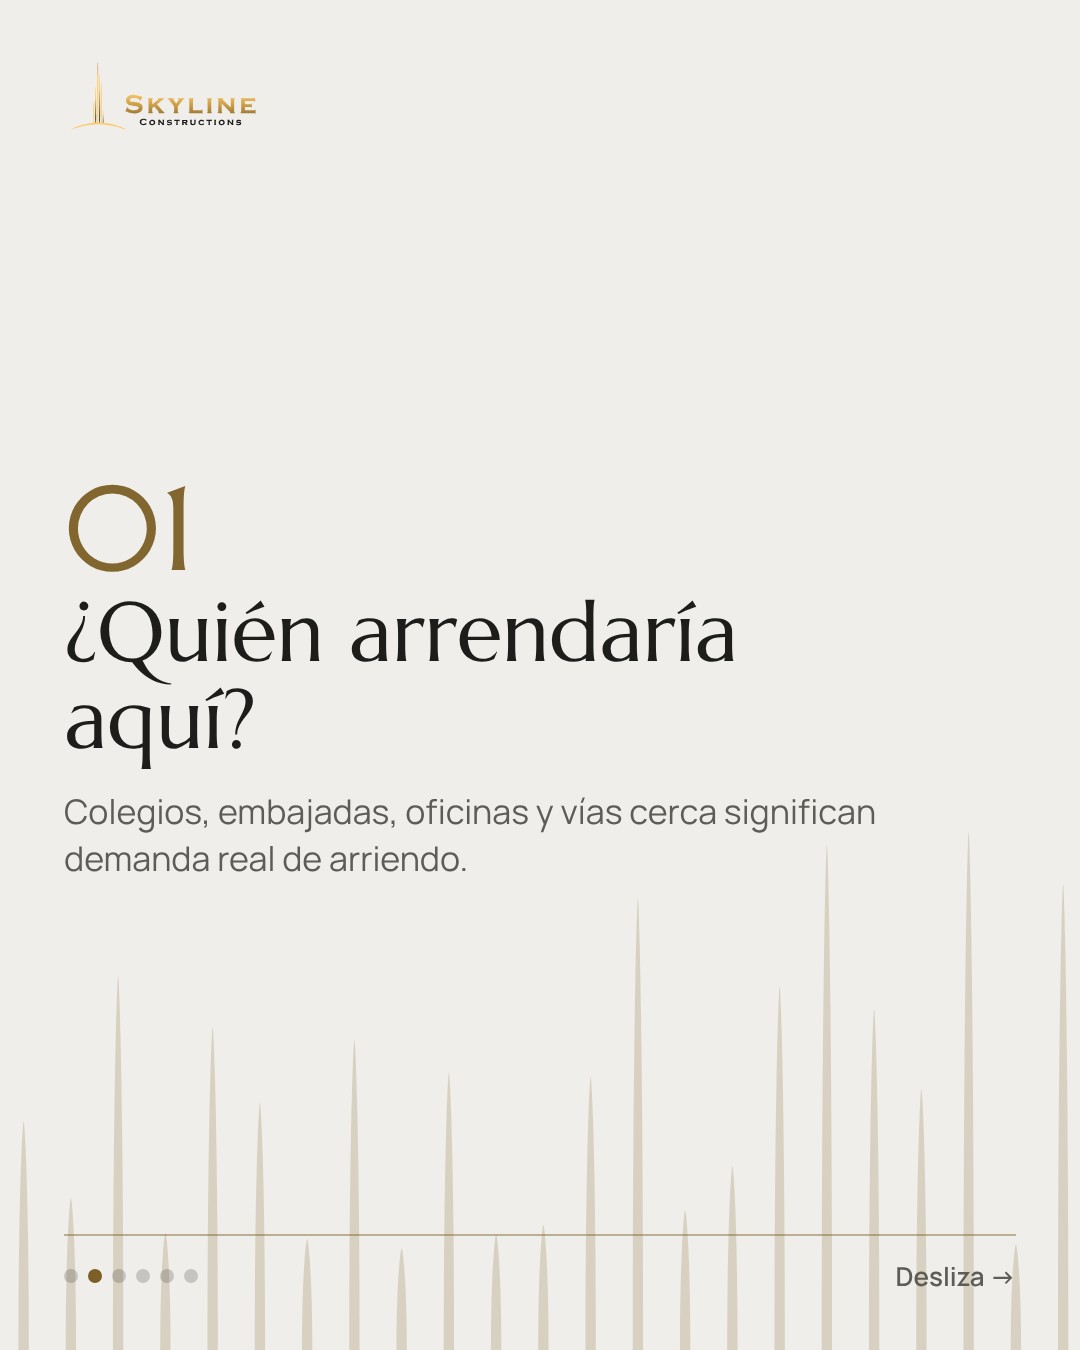 SKYLINE
CONSTRUCTIONS
01
¿Quién arrendaría
aquí?
Colegios, embajadas, oficinas y vías cerca significan
demanda real de arriendo.
Desliza →